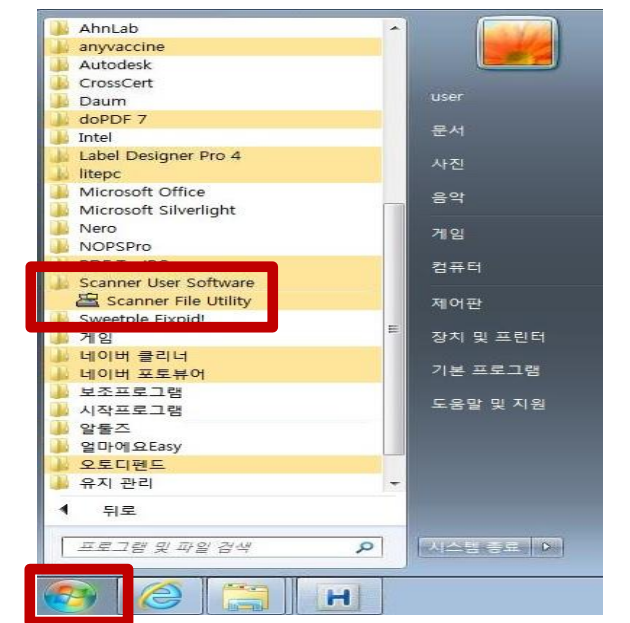 AhnLab
anyvaccine
Autodesk
CrossCert
Daum
doPDF 7
Intel
Label Designer Pro 4
litepc
Microsoft Office
Microsoft Silverlight
Nero
NOPSPro
Scanner User Software
Scanner File Utility
Sweetple Fixpid!
게임
네이버 클리너
네이버 포토뷰어
보조프로그램
시작프로그램
알툴즈
얼마에요Easy
오토디펜드
유지 관리
뒤로
프로그램 및 파일 검색
user
문서
사진
음악
게임
컴퓨터
제어판
장치 및 프린터
기본 프로그램
도움말 및 지원
시스템 종료
H